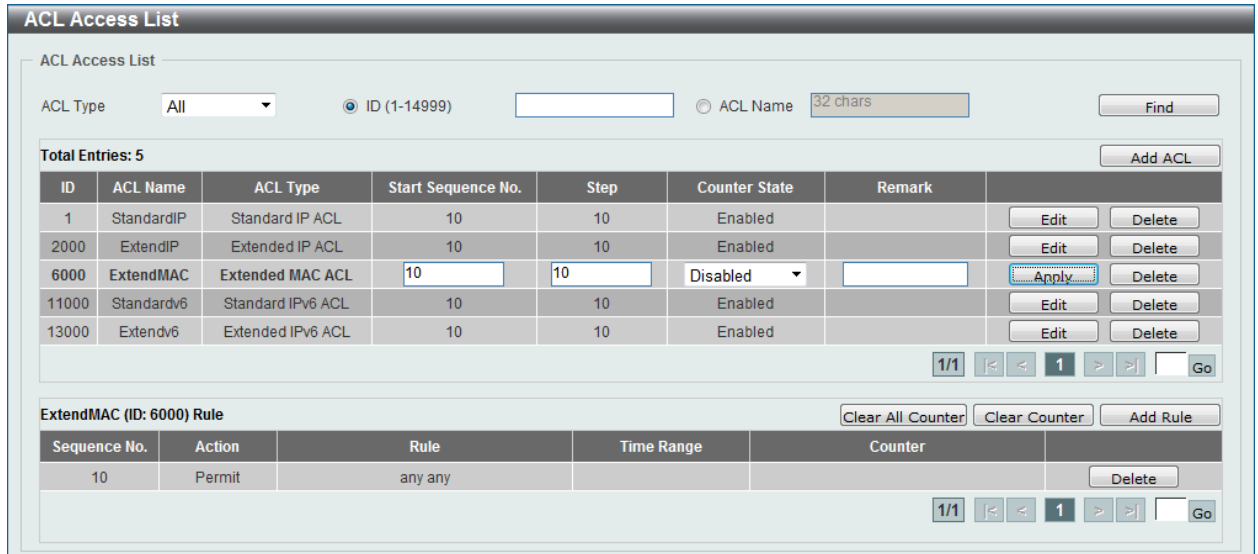 ACL Access List
ACL Access List
ACL Type All ID (1-14999) ACL Name 32 chars Find
Total Entries: 5 Add ACL
ID ACL Name ACL Type Start Sequence No. Step Counter State Remark
1 StandardIP Standard IP ACL 10 10 Enabled Edit Delete
2000 ExtendIP Extended IP ACL 10 10 Enabled Edit Delete
6000 ExtendMAC Extended MAC ACL 10 10 Disabled Apply Delete
11000 Standardv6 Standard IPv6 ACL 10 10 Enabled Edit Delete
13000 Extendv6 Extended IPv6 ACL 10 10 Enabled Edit Delete
1/1 |< < 1 > >| Go
ExtendMAC (ID: 6000) Rule Clear All Counter Clear Counter Add Rule
Sequence No. Action Rule Time Range Counter
10 Permit any any Delete
1/1 |< < 1 > >| Go